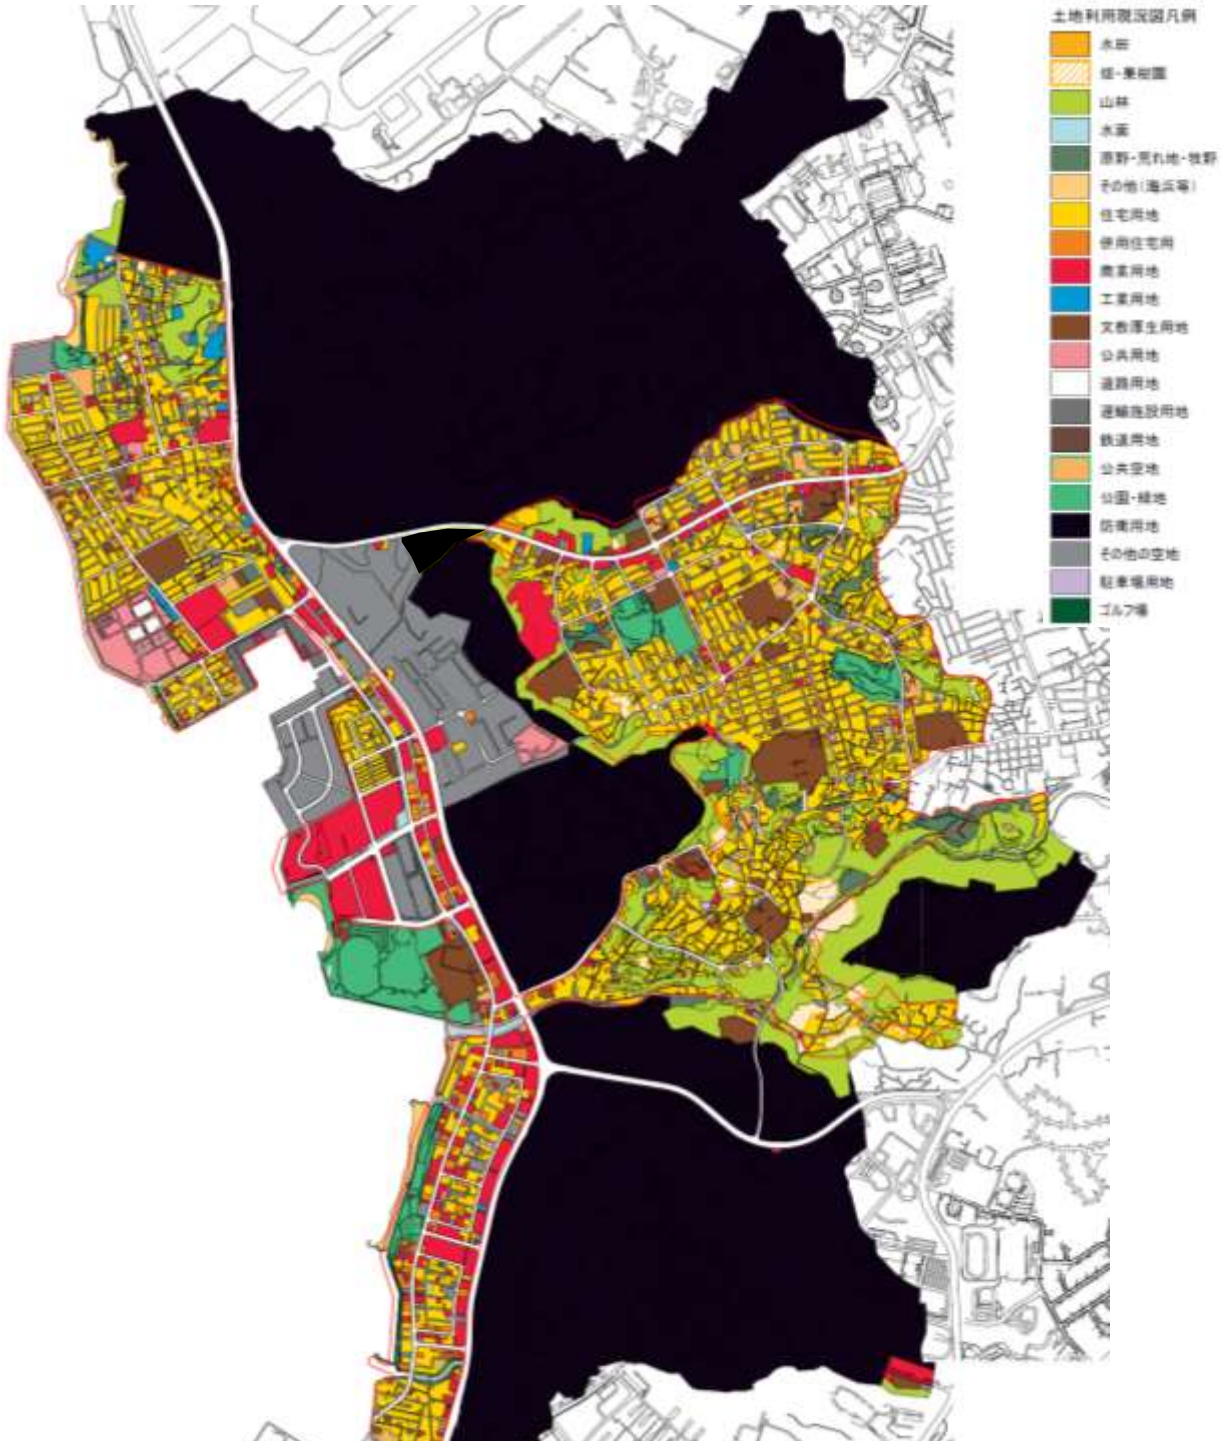 土地利用現況図凡例
水田
畑・果樹園
山林
水面
原野・荒れ地・牧野
その他(海浜等)
住宅用地
併用住宅用
商業用地
工業用地
文教厚生用地
公共用地
道路用地
運輸施設用地
鉄道用地
公共空地
公園・緑地
防衛用地
その他の空地
駐車場用地
ゴルフ場